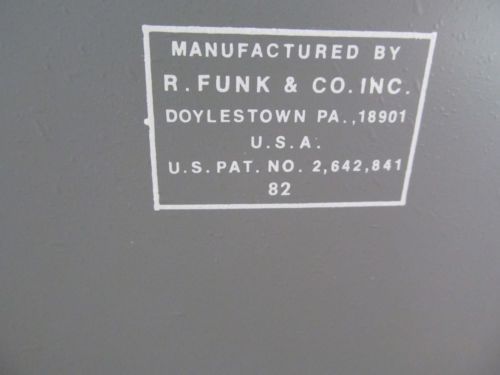 MANUFACTURED BY
R. FUNK & CO. INC.
DOYLESTOWN PA., 18901
U.S.A.
U.S. PAT. NO. 2,642,841
82